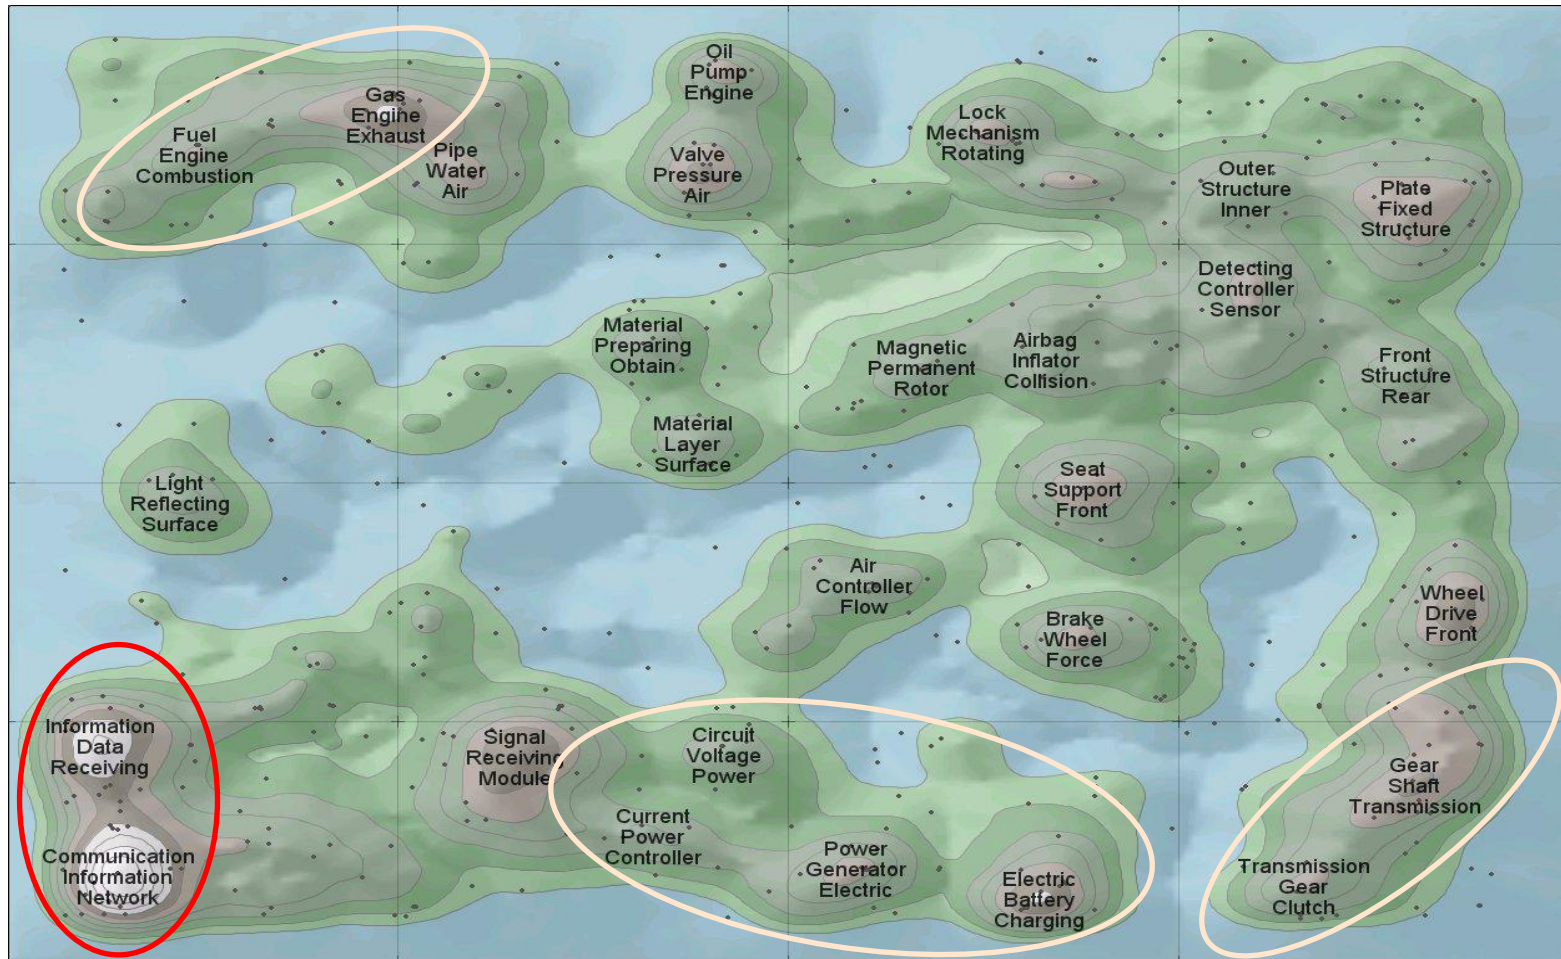 Oil
Pump
Engine
Gas
Engine
Exhaust
Fuel
Engine
Combustion
Pipe
Water
Air
Valve
Pressure
Air
Lock
Mechanism
Rotating
Outer
Structure
Inner
Plate
Fixed
Structure
Detecting
Controller
Sensor
Material
Preparing
Obtain
Magnetic
Permanent
Rotor
Airbag
Inflator
Collision
Front
Structure
Rear
Material
Layer
Surface
Light
Reflecting
Surface
Seat
Support
Front
Air
Controller
Flow
Brake
Wheel
Force
Wheel
Drive
Front
Information
Data
Receiving
Signal
Receiving
Module
Circuit
Voltage
Power
Gear
Shaft
Transmission
Current
Power
Controller
Communication
Information
Network
Power
Generator
Electric
Electric
Battery
Charging
Transmission
Gear
Clutch